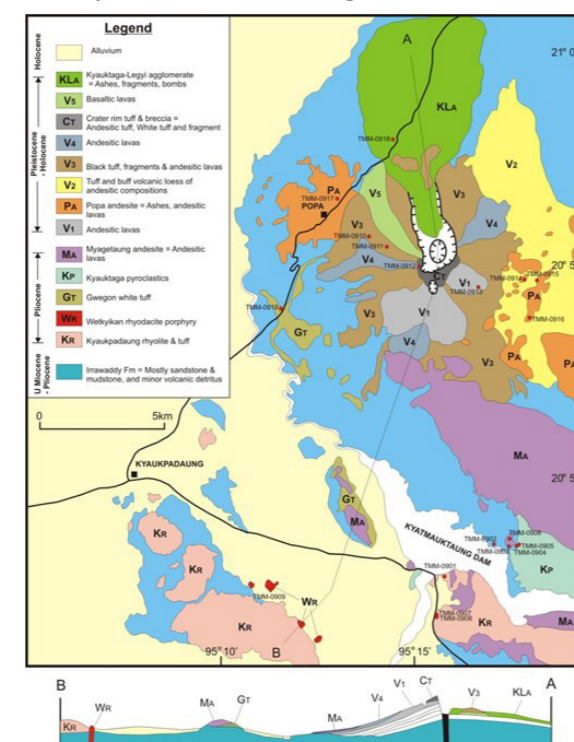 Legend
Holocene
Pleistocene - Holocene
Pliocene
U Miocene - Pliocene
Alluvium
KLA
Kyauktaga-Legyi agglomerate
= Ashes, fragments, bombs
V5
Basaltic lavas
CT
Crater rim tuff & breccia =
Andesitic tuff, White tuff and fragment
V4
Andesitic lavas
V3
Black tuff, fragments & andesitic lavas
V2
Tuff and buff volcanic loess of
andesitic compositions
PA
Popa andesite = Ashes, andesitic
lavas
V1
Andesitic lavas
MA
Myagetaung andesite = Andesitic
lavas
KP
Kyauktaga pyroclastics
GT
Gwegon white tuff
WR
Wetkyikan rhyodacite porphyry
KR
Kyaukpadaung rhyolite & tuff
Irrawaddy Fm = Mostly sandstone &
mudstone, and minor volcanic detritus
0 5km
A
21° 0
KLA
TMM-0918
V2
PA
TMM-0917
POPA
V5
V3
V3
TMM-0910
V4
TMM-0911
V4
TMM-0912
CT
20° 5
V1
TMM-0913
TMM-0914
TMM-0915
PA
TMM-0916
TMM-0919
GT
V3
V1
V4
V3
PA
MA
KYAUKPADAUNG
20° 5
GT
MA
KYATMAUKTAUNG DAM
TMM-0906
TMM-0902
TMM-0905
TMM-0903
TMM-0904
KP
KR
KR
TMM-0901
TMM-0909
WR
TMM-0907
TMM-0908
KR
MA
KR
95° 10
B
95° 15
B
KR
WR
MA
GT
MA
V4
V1
CT
V3
KLA
A